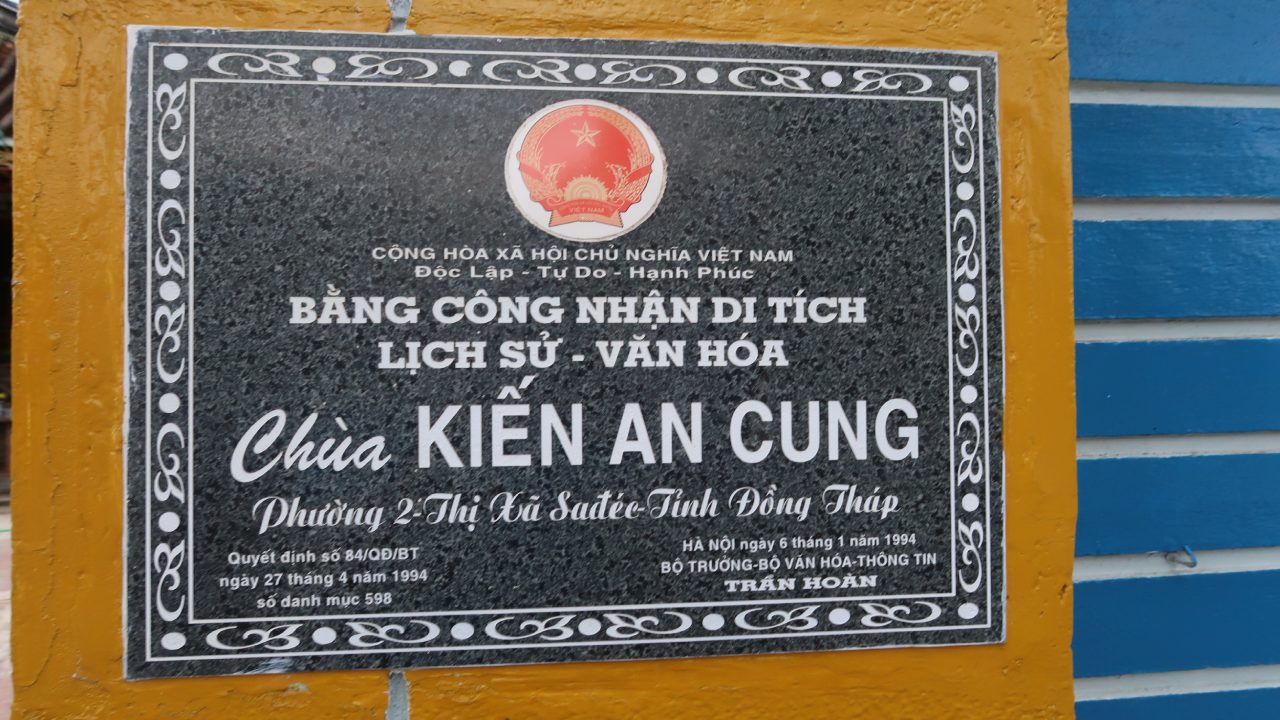 VIỆT NAM
CỘNG HÒA XÃ HỘI CHỦ NGHĨA VIỆT NAM
Độc Lập - Tự Do - Hạnh Phúc
BẰNG CÔNG NHẬN DI TÍCH
LỊCH SỬ - VĂN HÓA
Chùa KIẾN AN CUNG
Phường 2-Thị Xã Sađéc-Tỉnh Đồng Tháp
Quyết định số 84/QĐ/BT
ngày 27 tháng 4 năm 1994
số danh mục 598
HÀ NỘI ngày 6 tháng 1 năm 1994
BỘ TRƯỞNG-BỘ VĂN HÓA-THÔNG TIN
TRẦN HOÀN